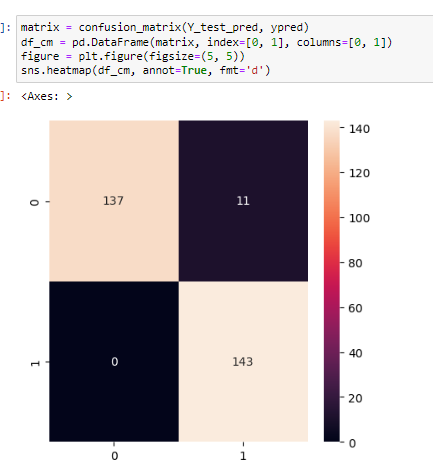 ]: matrix = confusion_matrix(Y_test_pred, ypred)
df_cm = pd.DataFrame(matrix, index=[0, 1], columns=[0, 1])
figure = plt.figure(figsize=(5, 5))
sns.heatmap(df_cm, annot=True, fmt='d')
]: <Axes: >
140
120
100
80
60
40
20
0
0
137 11
1
0 143
0 1